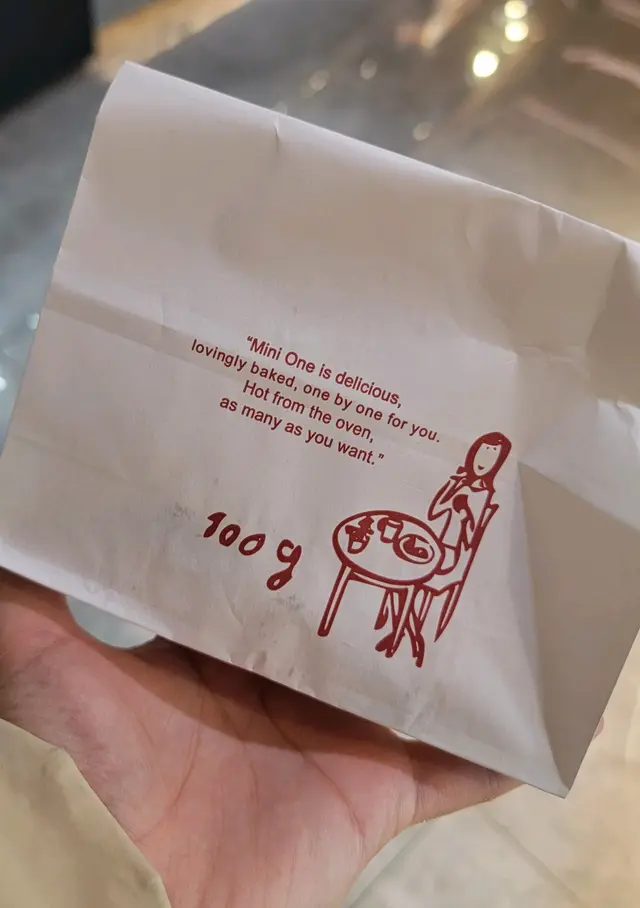 “Mini One is delicious,
lovingly baked, one by one for you.
Hot from the oven,
as many as you want.”
100g